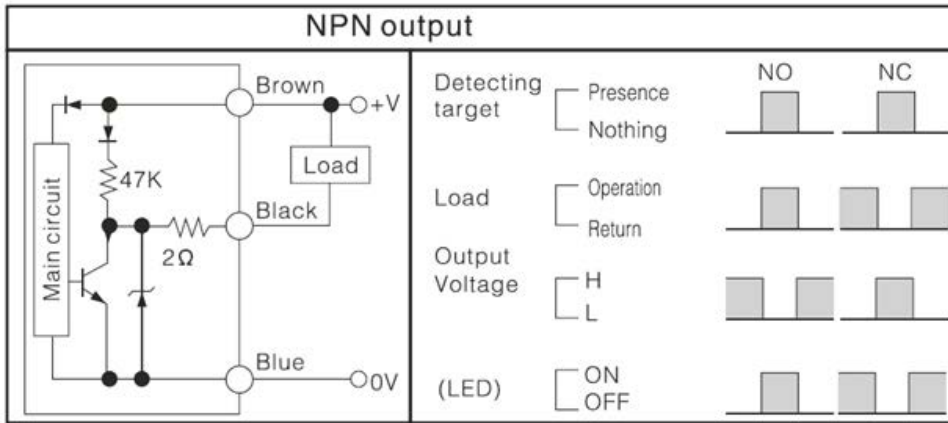 NPN output
Brown
+V
Load
47K
Black
2Ω
Main circuit
Blue
0V
NO NC
Detecting target
Presence
Nothing
Load
Operation
Return
Output Voltage
H
L
(LED)
ON
OFF